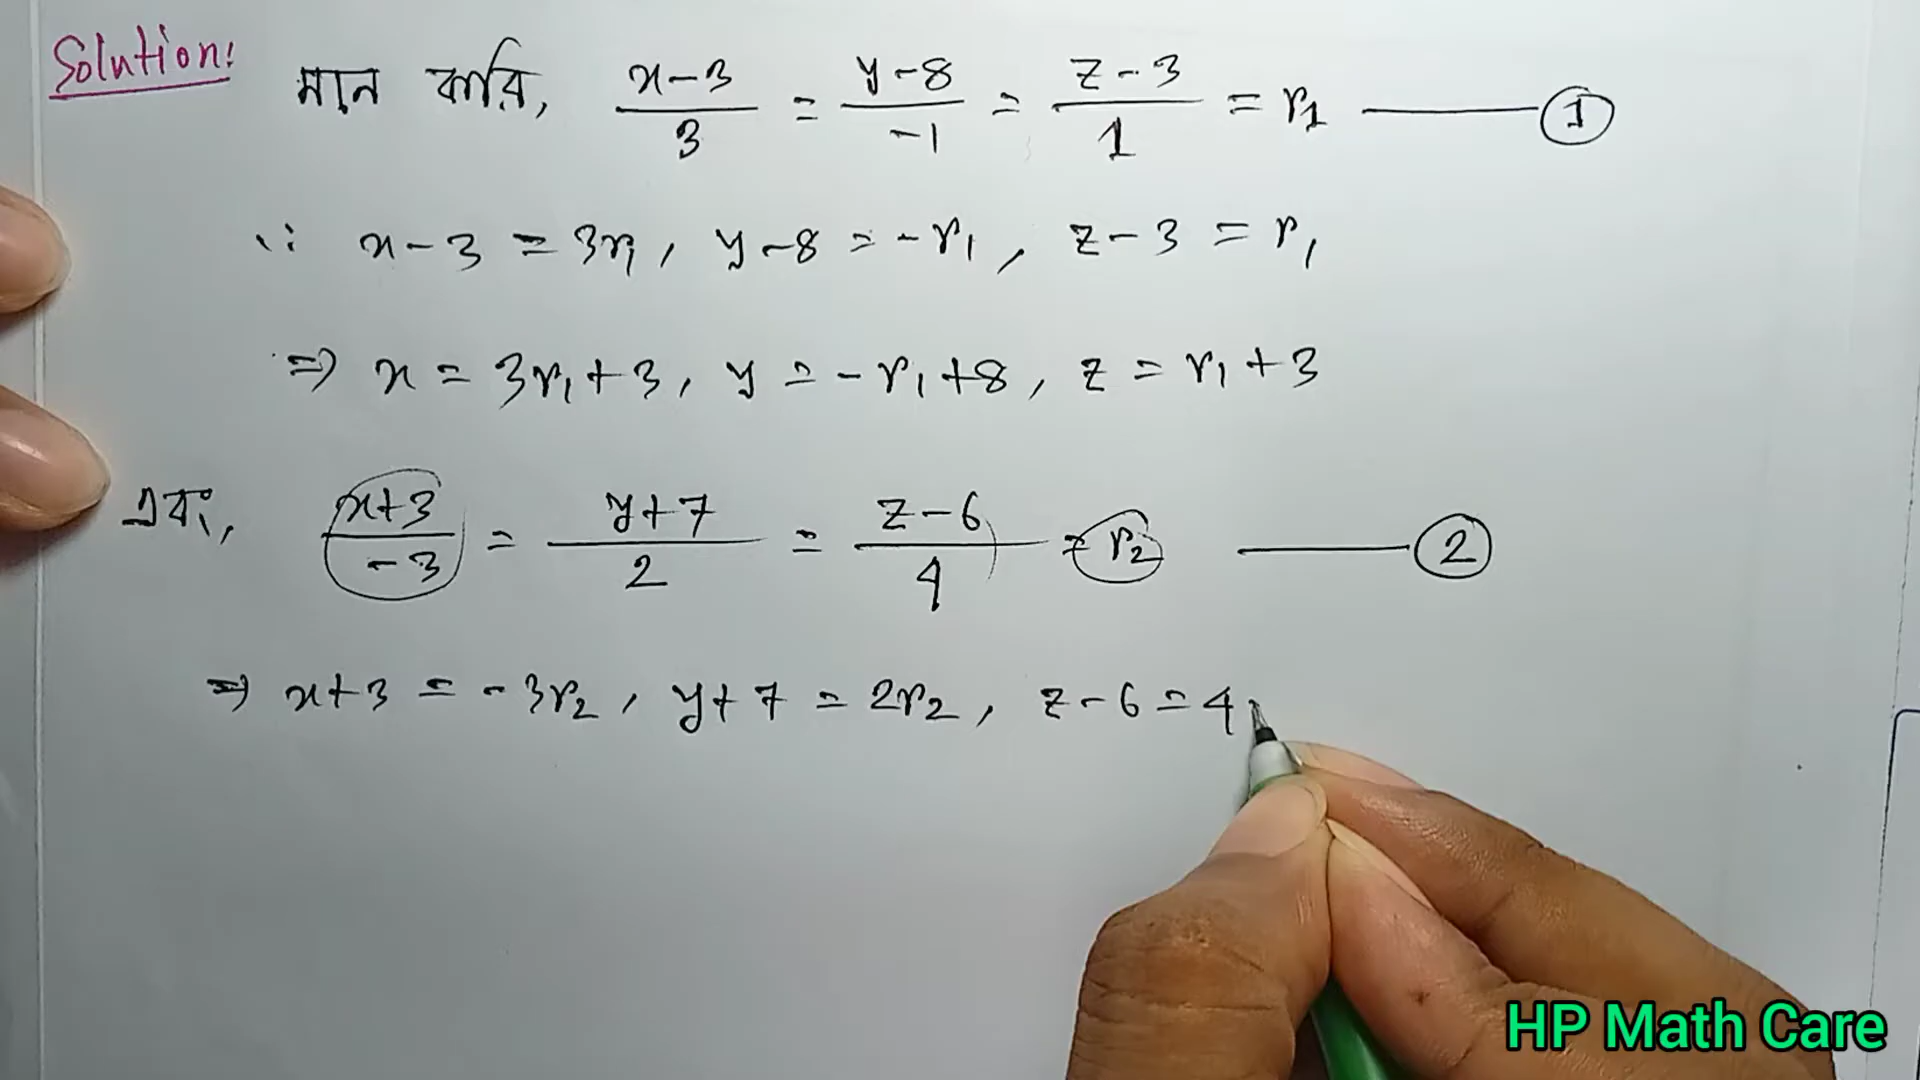 Solution:
মনে করি, x-3/3 = y-8/-1 = z-3/1 = r1 —— 1
∴ x-3 = 3r1, y-8 = -r1, z-3 = r1
⇒ x = 3r1+3, y = -r1+8, z = r1+3
এবং, x+3/-3 = y+7/2 = z-6/4 = r2 —— 2
⇒ x+3 = -3r2, y+7 = 2r2, z-6 = 4
HP Math Care